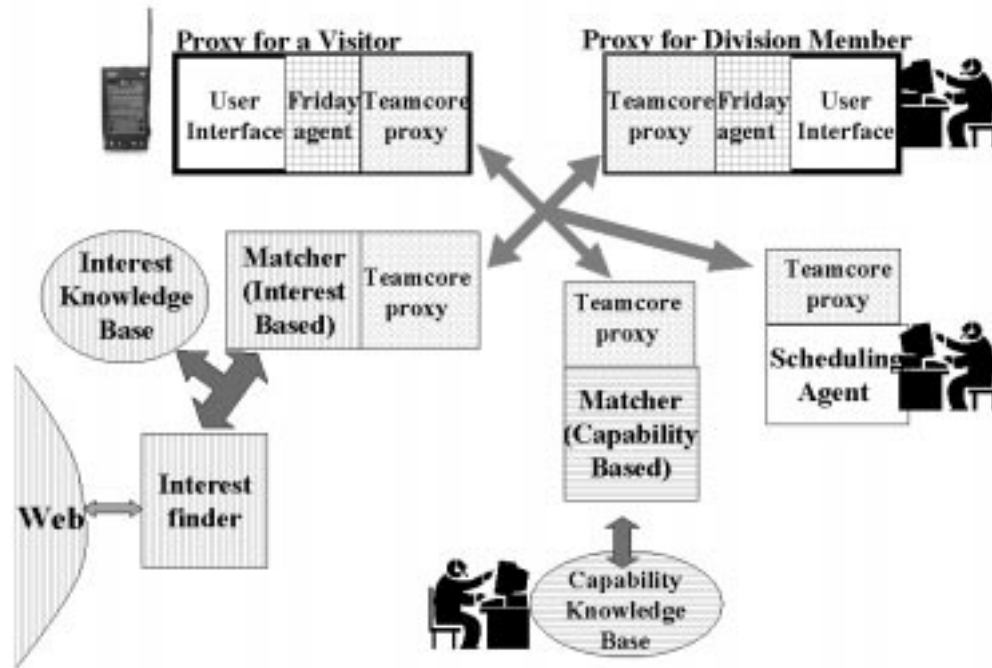 Proxy for a Visitor
User
Interface
Friday
agent
Teamcore
proxy
Proxy for Division Member
Teamcore
proxy
Friday
agent
User
Interface
Interest
Knowledge
Base
Matcher
(Interest
Based)
Teamcore
proxy
Teamcore
proxy
Matcher
(Capability
Based)
Teamcore
proxy
Scheduling
Agent
Web
Interest
finder
Capability
Knowledge
Base